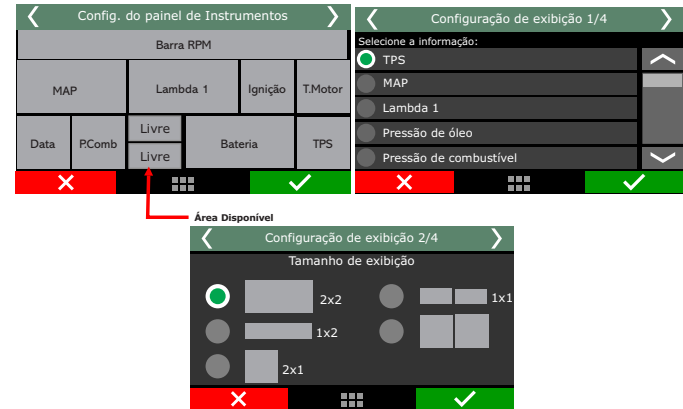 Config. do painel de Instrumentos
Barra RPM
MAP
Lambda 1
Ignição
T.Motor
Data
P.Comb
Livre
Livre
Bateria
TPS
Configuração de exibição 1/4
Selecione a informação:
TPS
MAP
Lambda 1
Pressão de óleo
Pressão de combustível
Área Disponível
Configuração de exibição 2/4
Tamanho de exibição
2x2
1x1
1x2
2x1